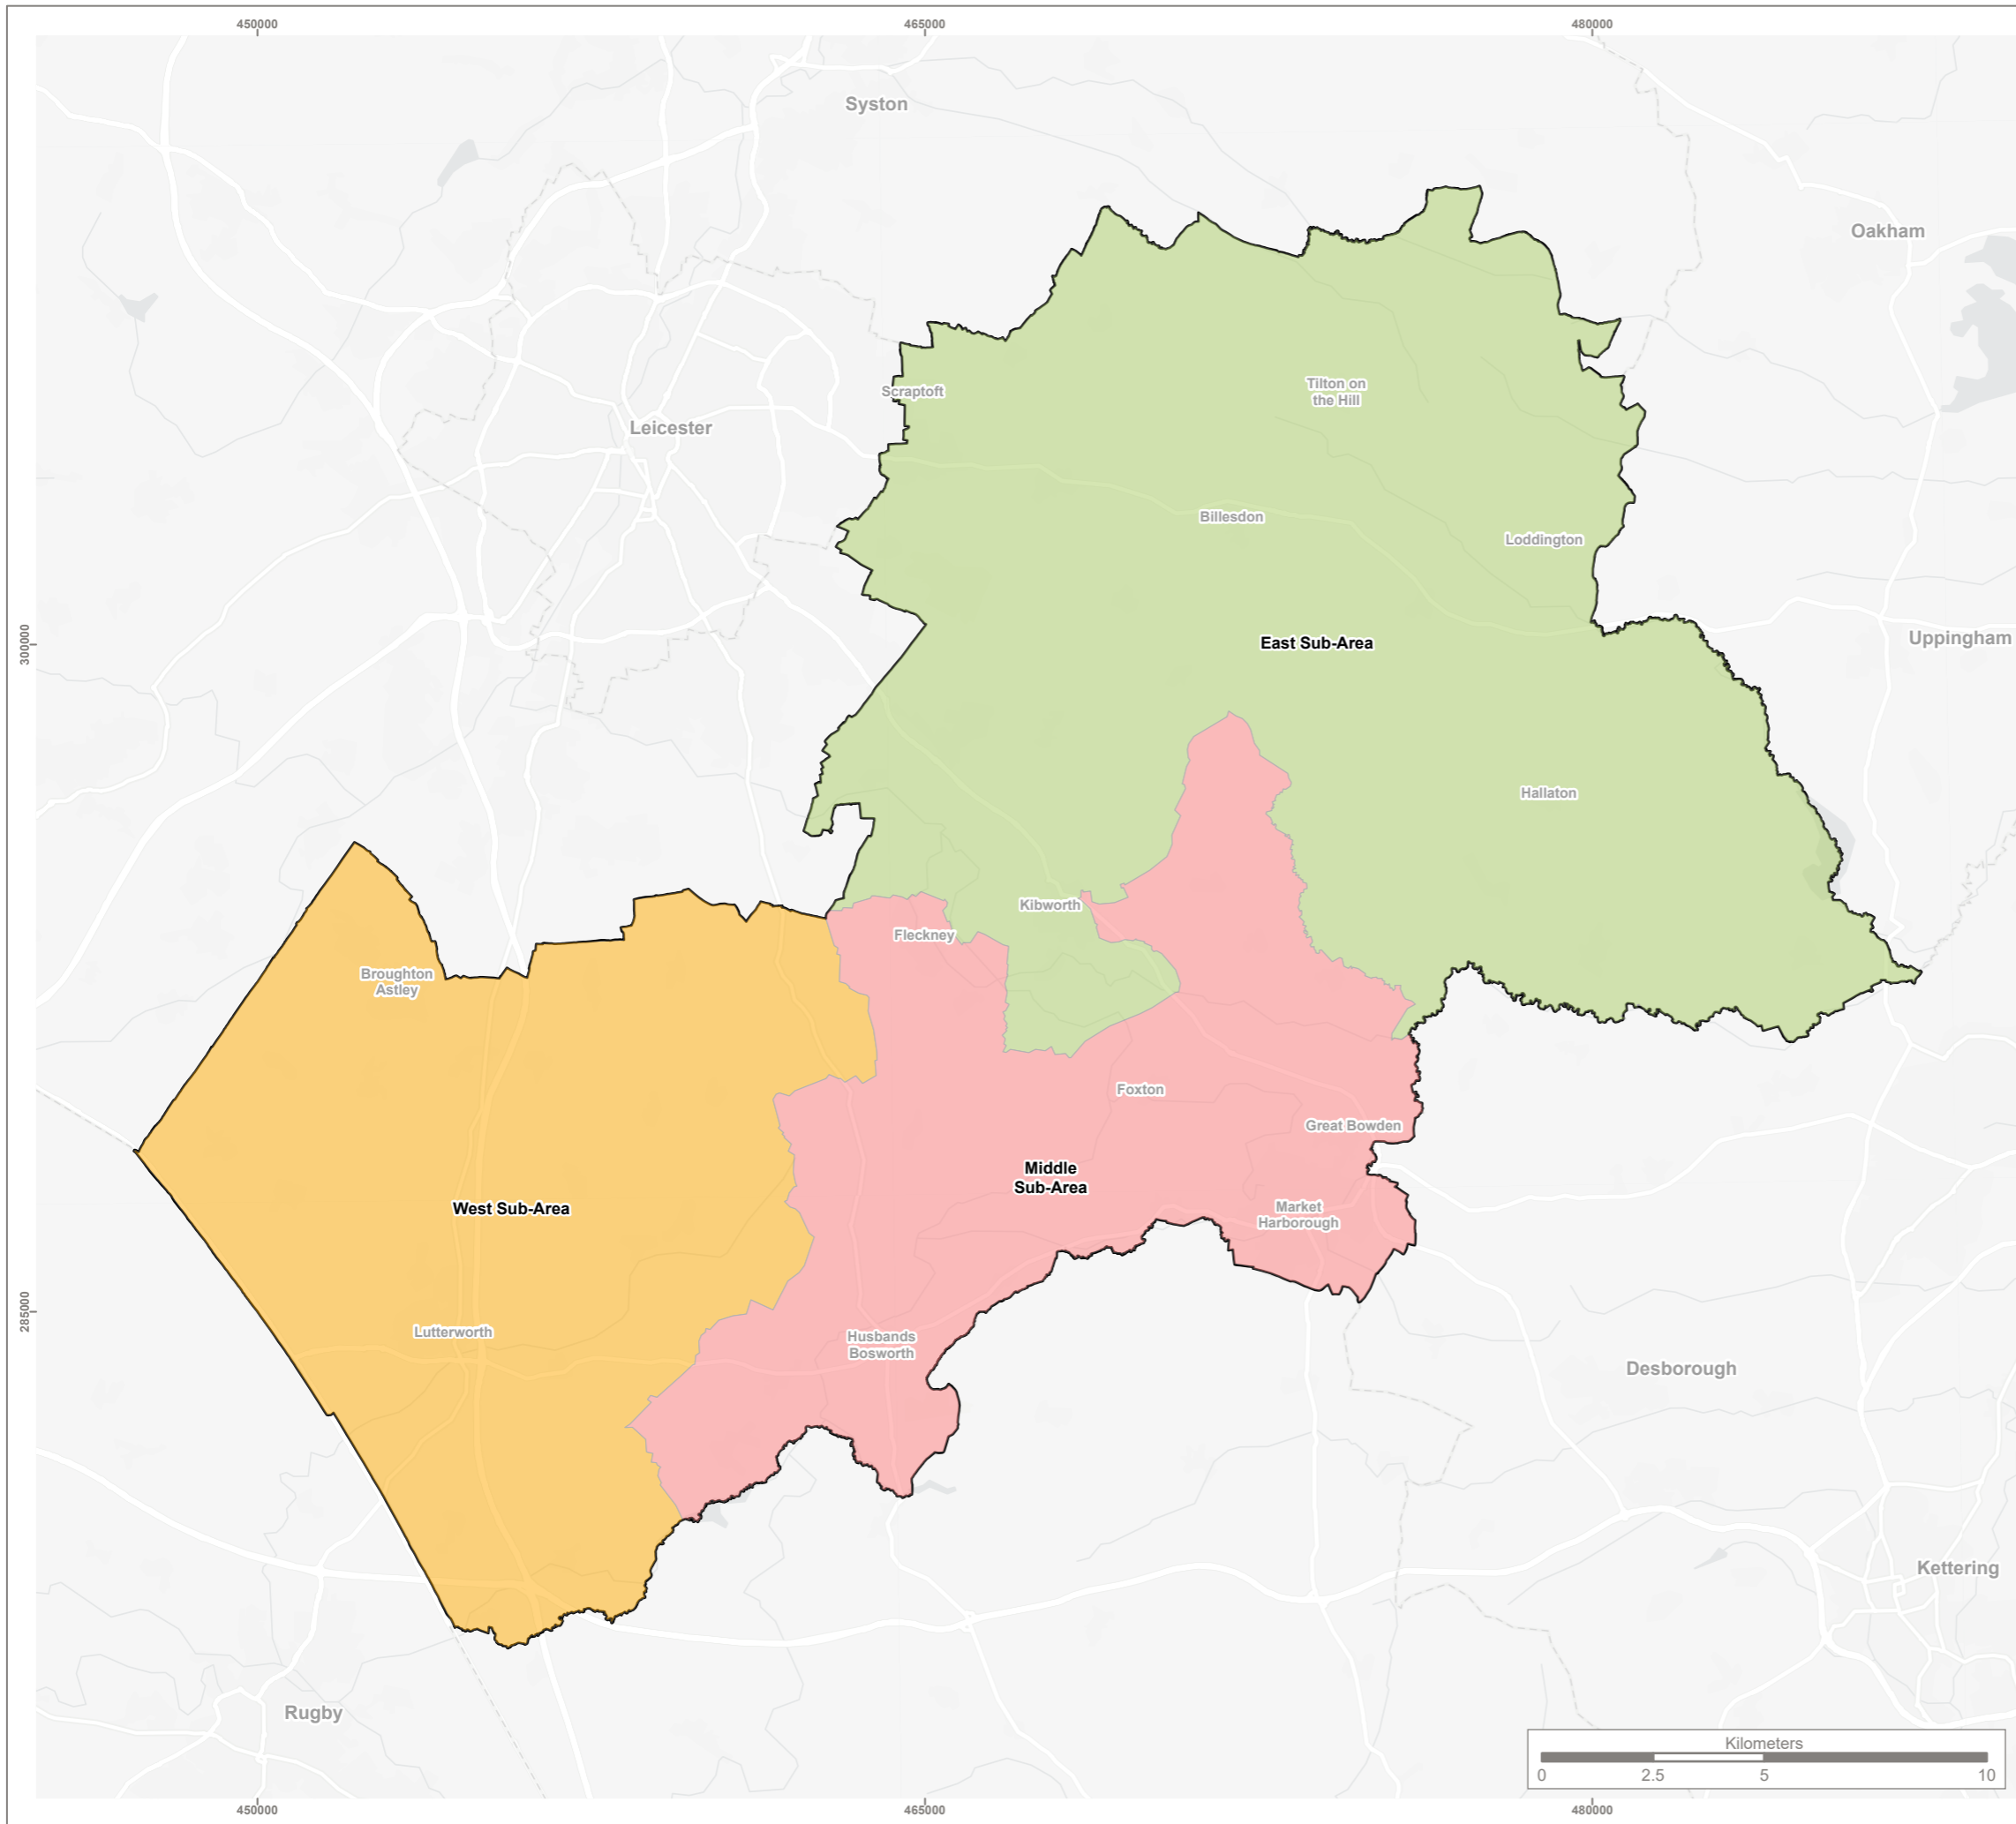 450000
465000
480000
Syston
Oakham
Scraptoft
Tilton on
the Hill
Leicester
Billesdon
Loddington
300000
East Sub-Area
Uppingham
Hallaton
Kibworth
Fleckney
Broughton
Astley
Foxton
Great Bowden
Middle
Sub-Area
West Sub-Area
Market
Harborough
285000
Lutterworth
Husbands
Bosworth
Desborough
Kettering
Rugby
Kilometers
0
2.5
5
10
450000
465000
480000